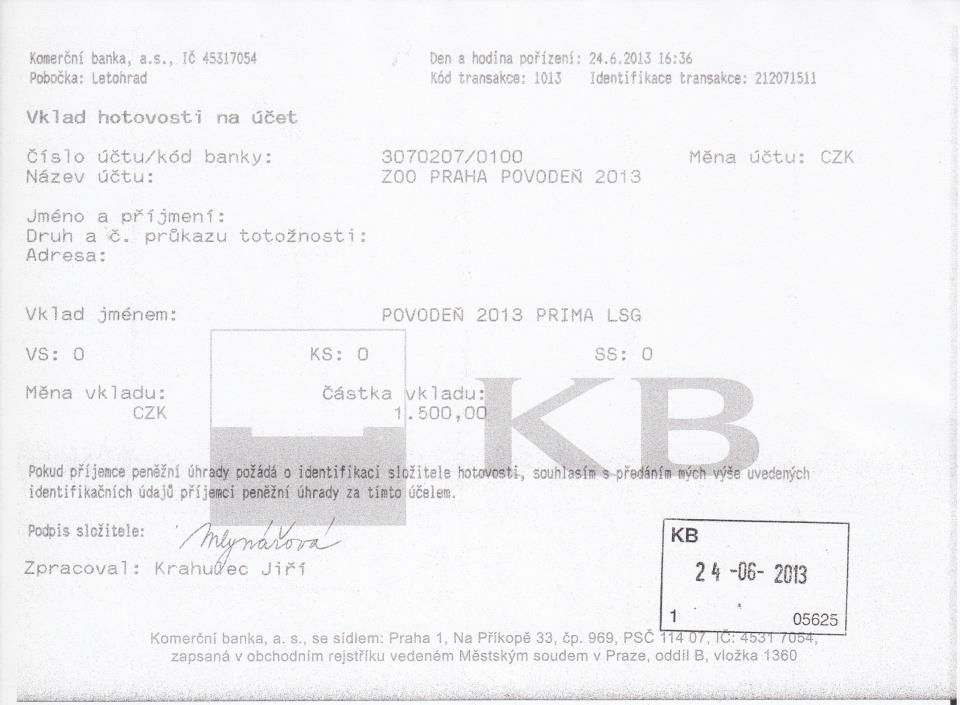 Komerční banka, a.s., IČ 45317054 Den a hodina pořízení: 24.6.2013 16:36
Pobočka: Letohrad Kód transakce: 1013 Identifikace transakce: 212071511
Vklad hotovosti na účet
Číslo účtu/kód banky: 3070207/0100 Měna účtu: CZK
Název účtu: ZOO PRAHA POVODEŇ 2013
Jméno a příjmení:
Druh a č. průkazu totožnosti:
Adresa:
Vklad jménem: POVODEŇ 2013 PRIMA LSG
VS: 0 KS: 0 SS: 0
Měna vkladu: Částka vkladu:
CZK 1.500,00
KB
Pokud příjemce peněžní úhrady požádá o identifikaci složitele hotovosti, souhlasím s předáním mých výše uvedených
identifikačních údajů příjemci peněžní úhrady za tímto účelem.
Podpis složitele: Mlynářová
Zpracoval: Krahulec Jiří
KB
24 -06- 2013
1 05625
Komerční banka, a. s., se sídlem: Praha 1, Na Příkopě 33, čp. 969, PSČ 114 07, IČ: 4531 7054,
zapsaná v obchodním rejstříku vedeném Městským soudem v Praze, oddíl B, vložka 1360